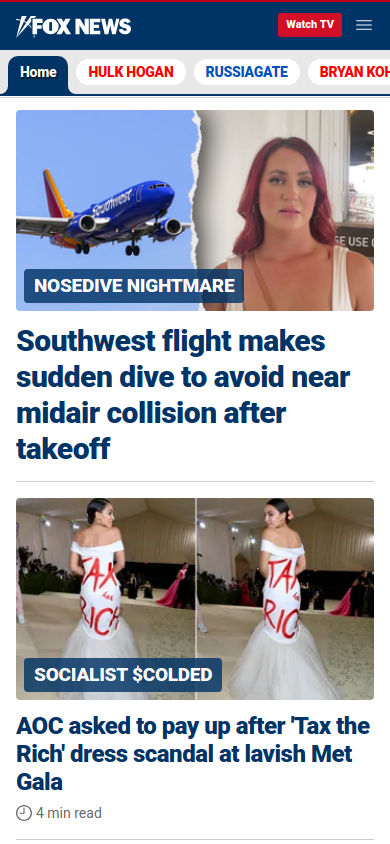 FOX NEWS
Watch TV
Home
HULK HOGAN
RUSSIAGATE
BRYAN KOH
Southwest
SE USE
NOSEDIVE NIGHTMARE
Southwest flight makes
sudden dive to avoid near
midair collision after
takeoff
TAX
THE
RICH
TAX
THE
RICH
SOCIALIST $COLDED
AOC asked to pay up after 'Tax the
Rich' dress scandal at lavish Met
Gala
4 min read